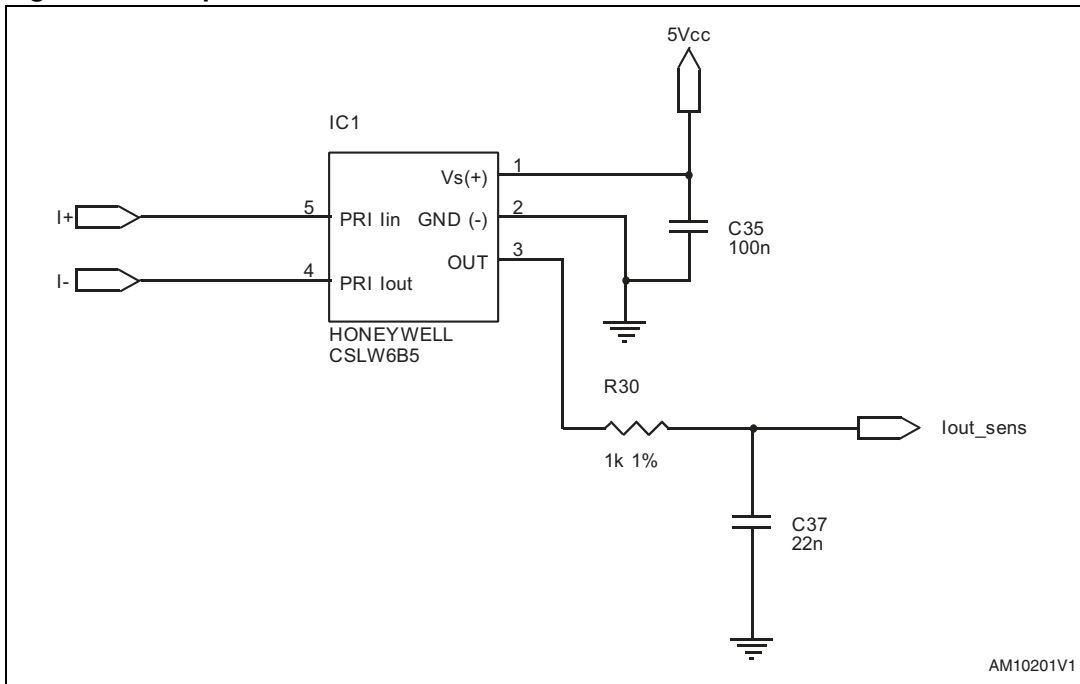 5Vcc
IC1
1
Vs(+)
I+
5
PRI Iin
GND (-)
2
C35
100n
3
OUT
I-
4
PRI Iout
HONEYWELL
CSLW6B5
R30
Iout_sens
1k 1%
C37
22n
AM10201V1